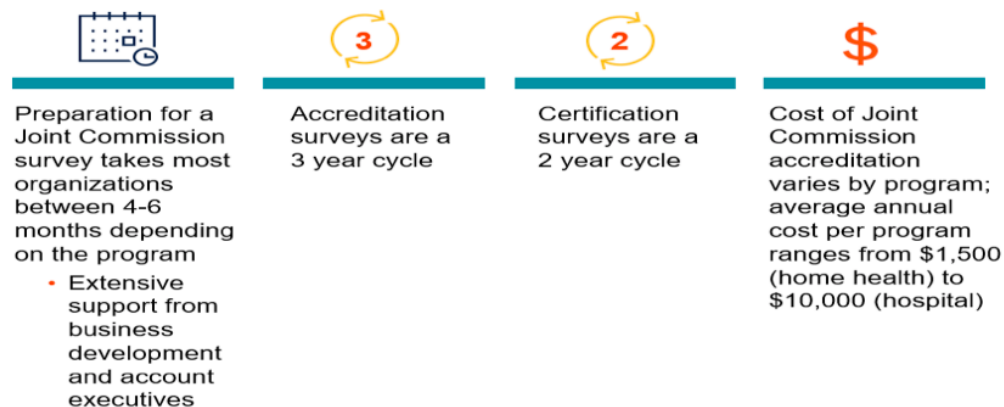 3
2
$
Preparation for a
Joint Commission
survey takes most
organizations
between 4-6
months depending
on the program
• Extensive
support from
business
development
and account
executives
Accreditation
surveys are a
3 year cycle
Certification
surveys are a
2 year cycle
Cost of Joint
Commission
accreditation
varies by program;
average annual
cost per program
ranges from $1,500
(home health) to
$10,000 (hospital)